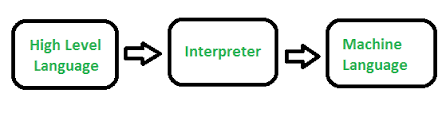 High Level
Language
Interpreter
Machine
Language